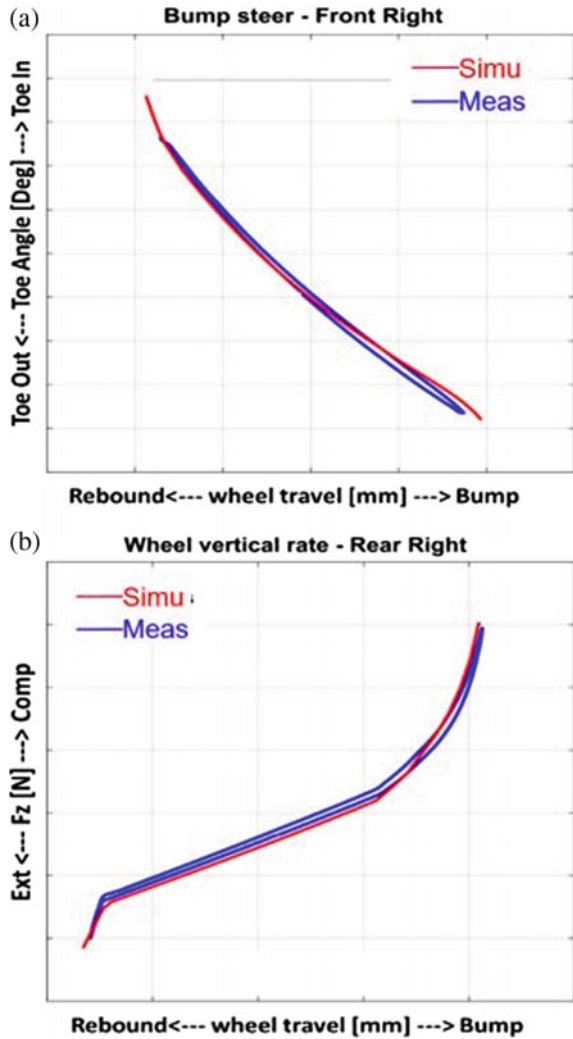 (a)
Bump steer - Front Right
Simu
Meas
Toe Out <--- Toe Angle [Deg] ---> Toe In
Rebound<--- wheel travel [mm] ---> Bump
(b)
Wheel vertical rate - Rear Right
Simu
Meas
Ext <--- Fz [N] ---> Comp
Rebound<--- wheel travel [mm] ---> Bump